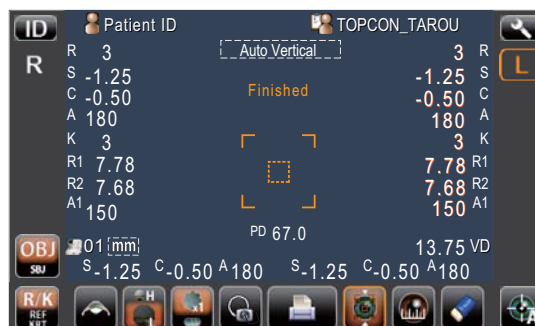 ID Patient ID TOPCON_TAROU
R R 3 Auto Vertical 3 R L
S -1.25 -1.25 S
C -0.50 Finished -0.50 C
A 180 180 A
K 3 3 K
R1 7.78 7.78 R1
R2 7.68 7.68 R2
A1 150 150 A1
PD 67.0
OBJ SBJ 01 mm 13.75 VD
S -1.25 C -0.50 A 180 S -1.25 C -0.50 A 180
R/K H A
REF L
KRT